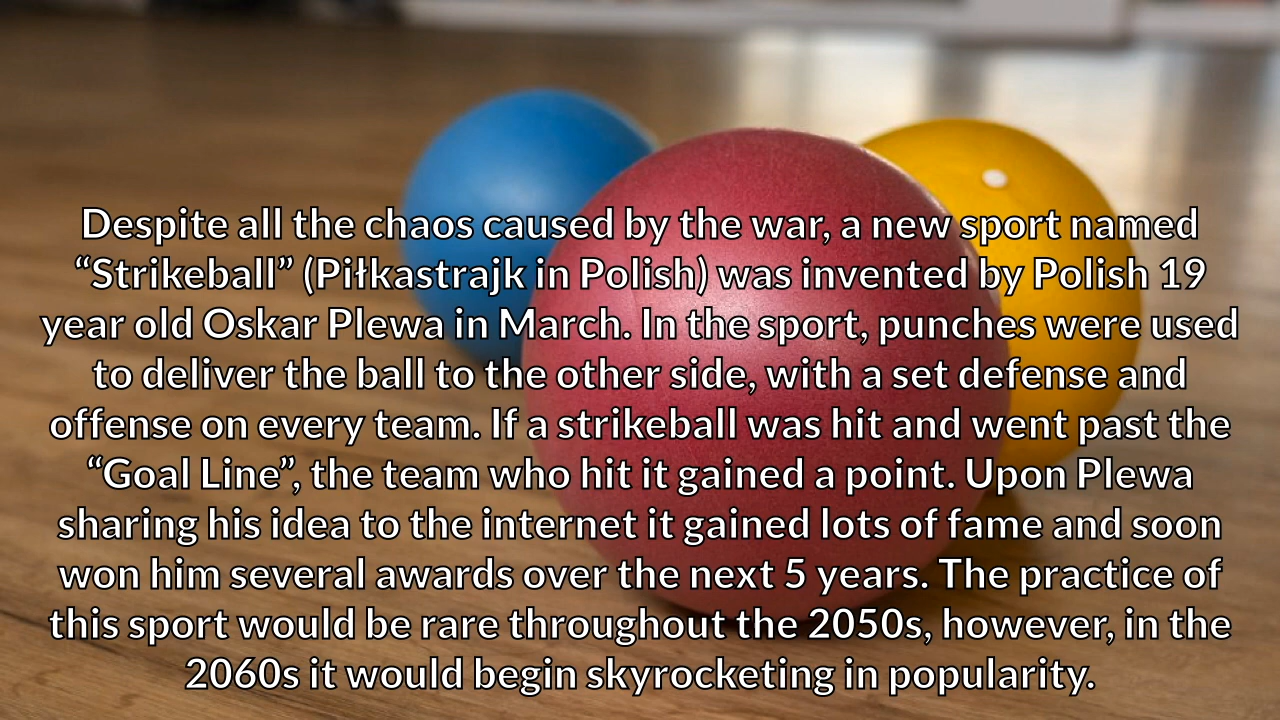 Despite all the chaos caused by the war, a new sport named
“Strikeball” (Piłkastrajk in Polish) was invented by Polish 19
year old Oskar Plewa in March. In the sport, punches were used
to deliver the ball to the other side, with a set defense and
offense on every team. If a strikeball was hit and went past the
“Goal Line”, the team who hit it gained a point. Upon Plewa
sharing his idea to the internet it gained lots of fame and soon
won him several awards over the next 5 years. The practice of
this sport would be rare throughout the 2050s, however, in the
2060s it would begin skyrocketing in popularity.